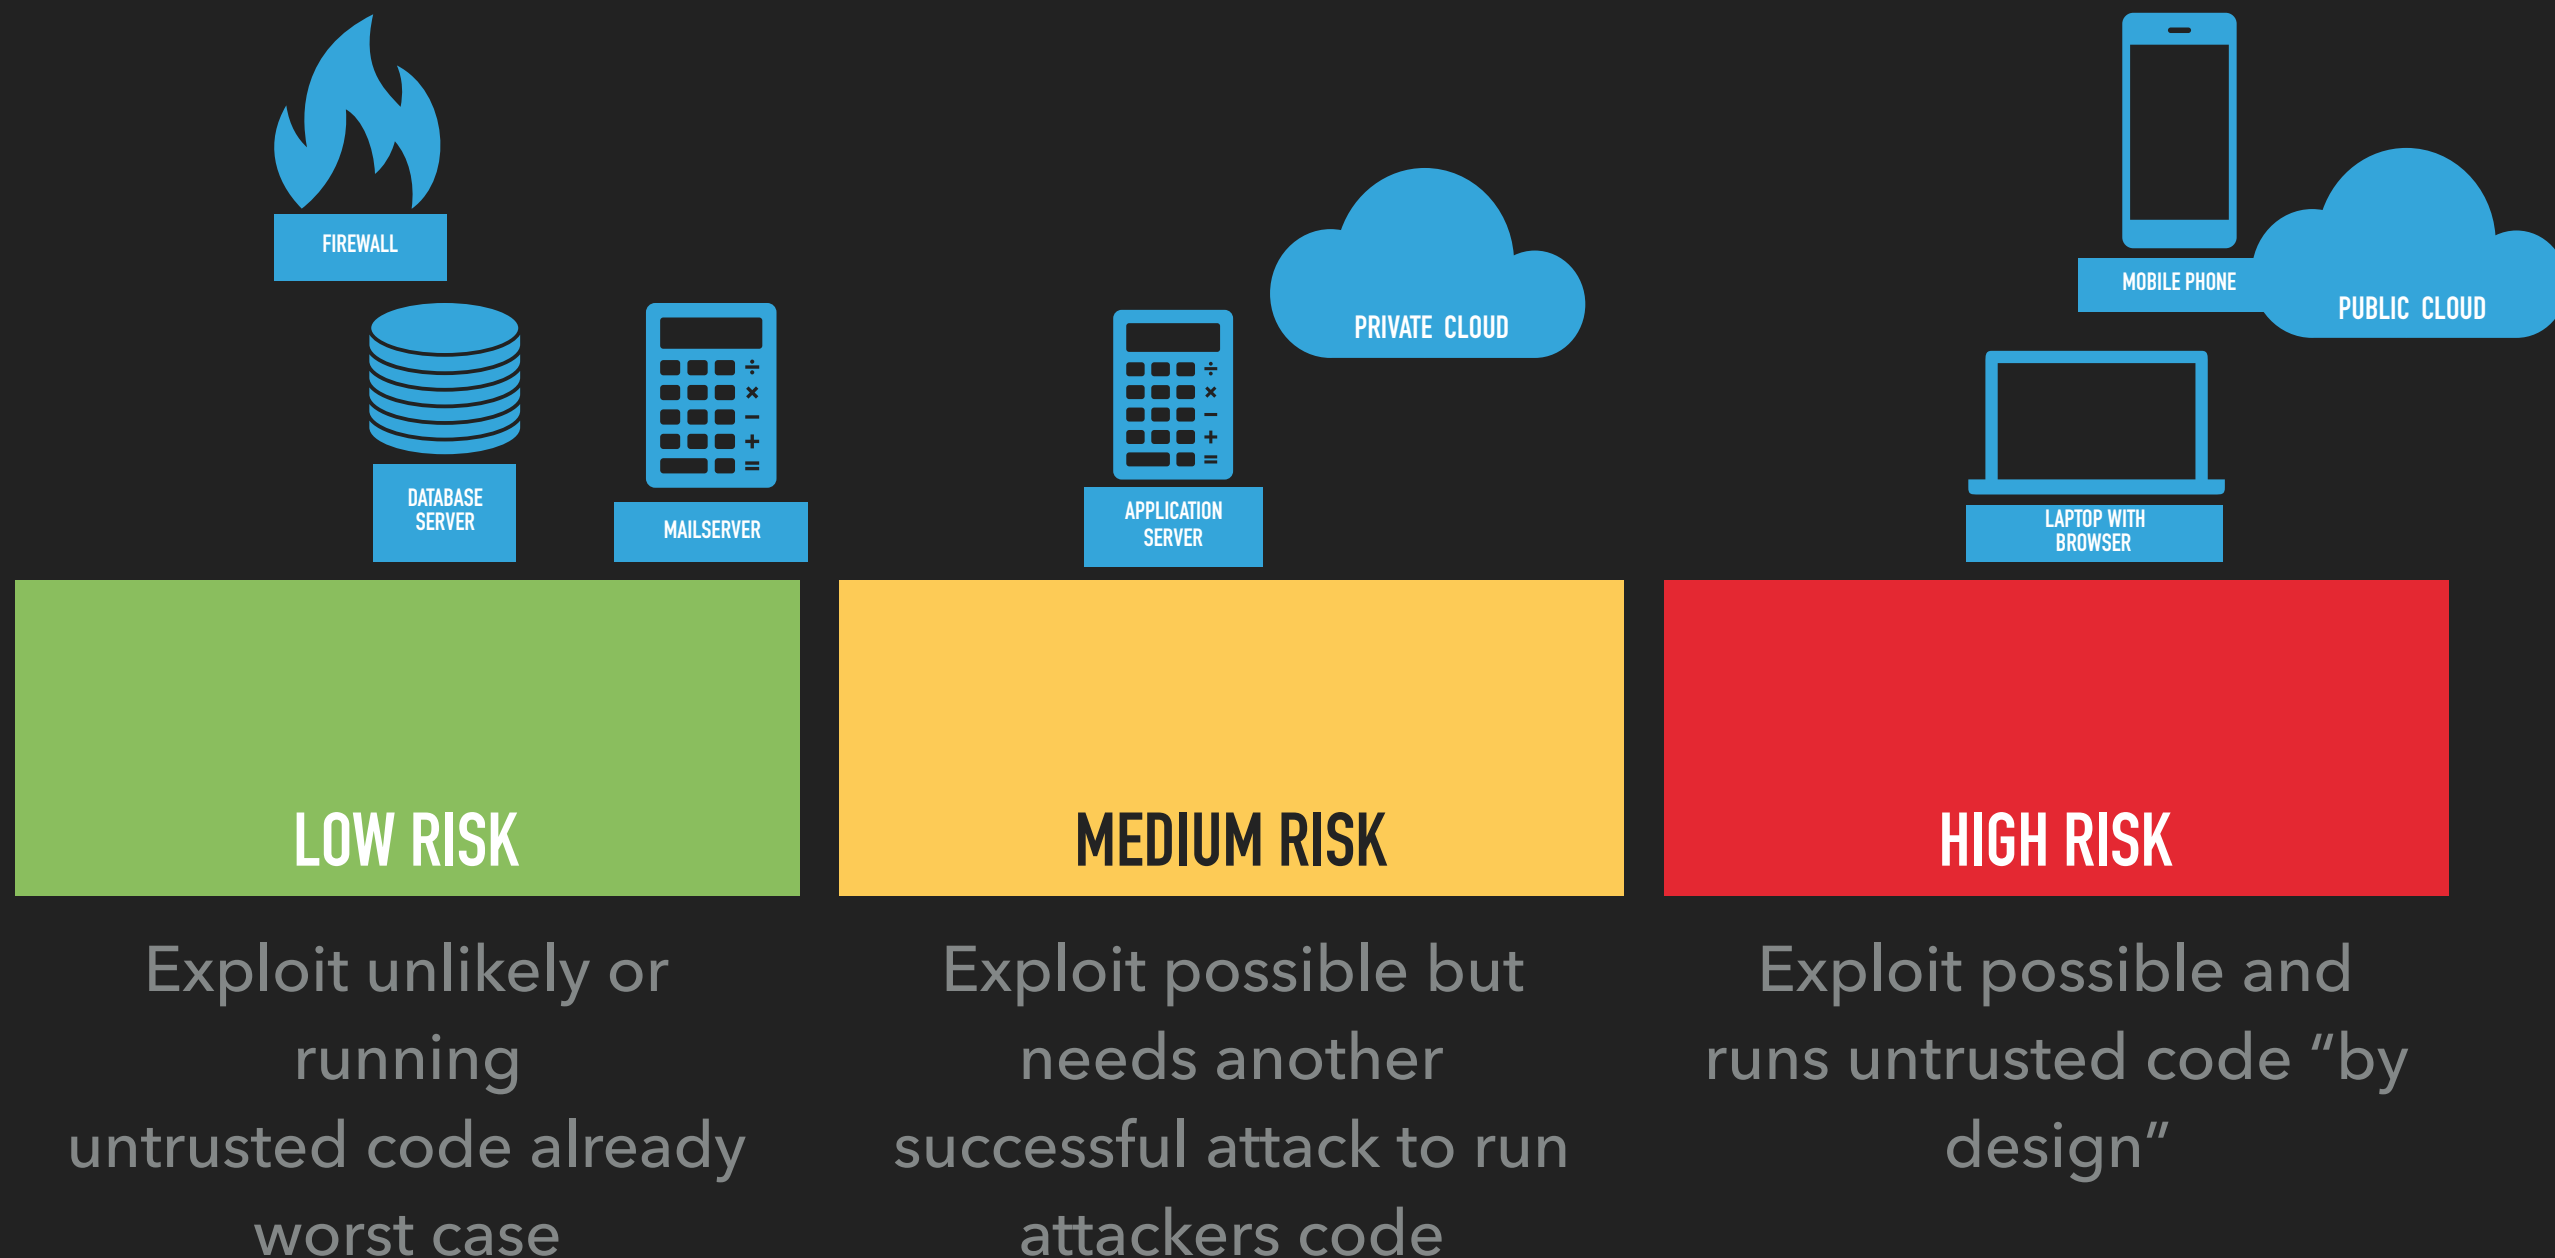 FIREWALL
DATABASE
SERVER
MAILSERVER
APPLICATION
SERVER
PRIVATE CLOUD
MOBILE PHONE
PUBLIC CLOUD
LAPTOP WITH
BROWSER
LOW RISK
Exploit unlikely or
running
untrusted code already
worst case
MEDIUM RISK
Exploit possible but
needs another
successful attack to run
attackers code
HIGH RISK
Exploit possible and
runs untrusted code “by
design”